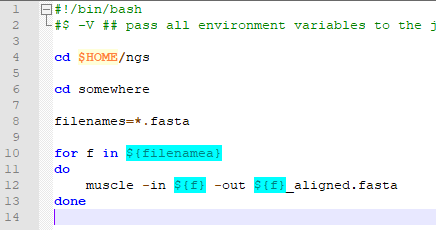 1 #!/bin/bash
2 #$ -V ## pass all environment variables to the j
3
4 cd $HOME/ngs
5
6 cd somewhere
7
8 filenames=*.fasta
9
10 for f in ${filenamea}
11 do
12     muscle -in ${f} -out ${f}_aligned.fasta
13 done
14